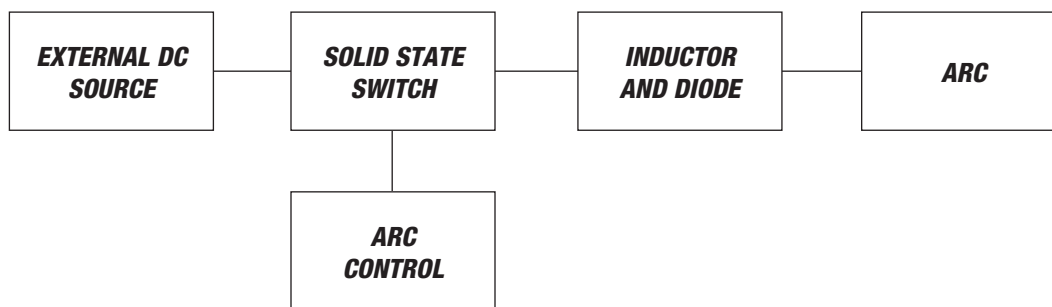 EXTERNAL DC
SOURCE
SOLID STATE
SWITCH
INDUCTOR
AND DIODE
ARC
ARC
CONTROL